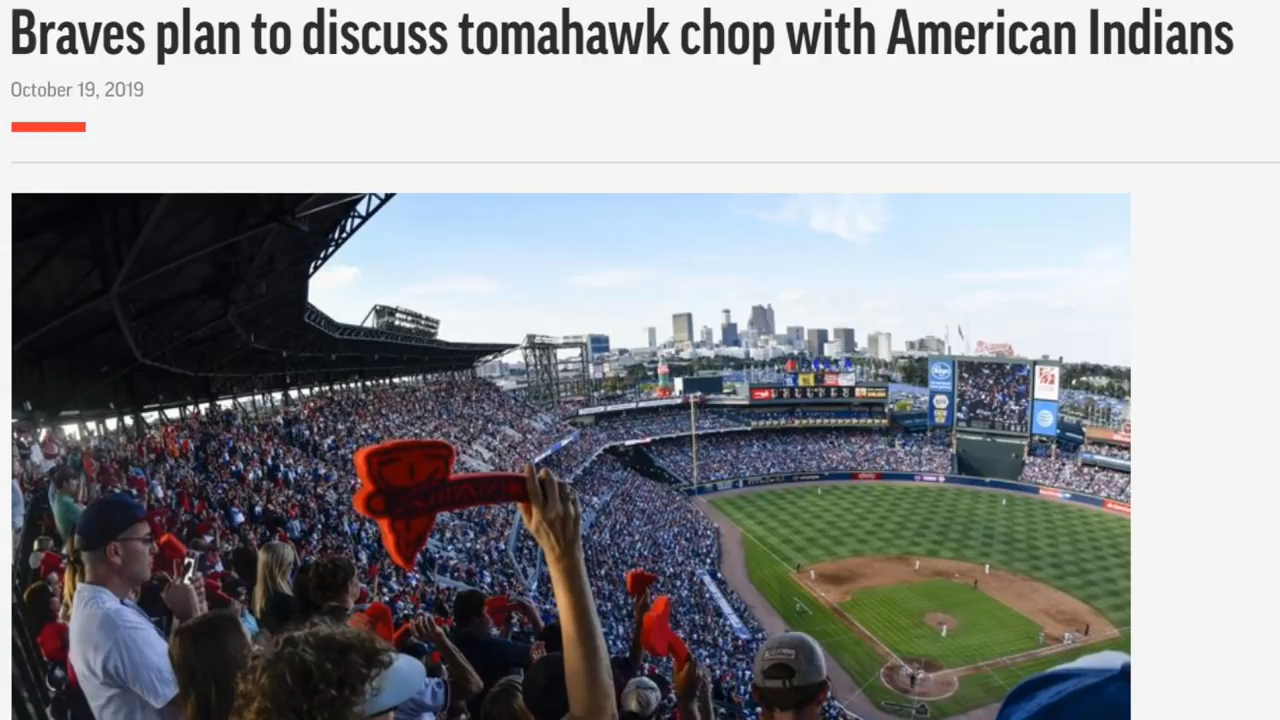 Braves plan to discuss tomahawk chop with American Indians
October 19, 2019